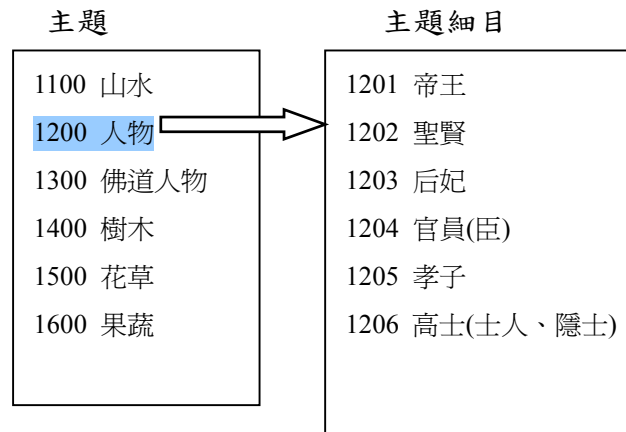 主題
1100 山水
1200 人物
1300 佛道人物
1400 樹木
1500 花草
1600 果蔬
主題細目
1201 帝王
1202 聖賢
1203 后妃
1204 官員(臣)
1205 孝子
1206 高士(士人、隱士)